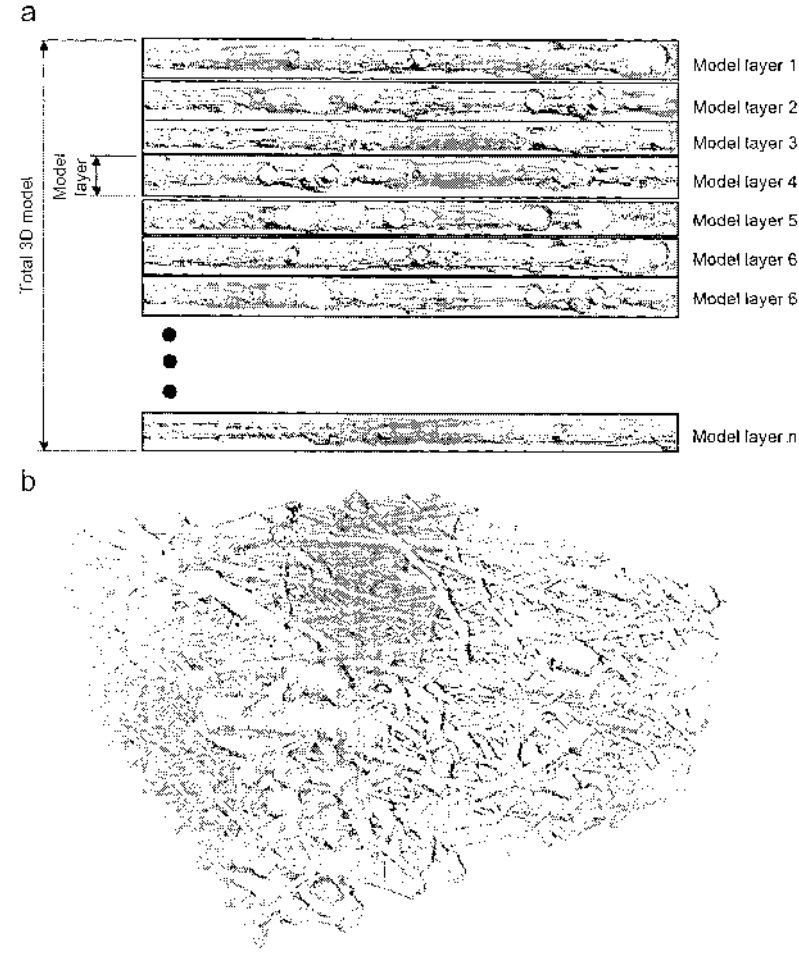 a
Model layer 1
Model layer 2
Model layer 3
Model layer 4
Model layer 5
Model layer 6
Model layer 6
Model layer n
Total 3D model
Model
layer
b